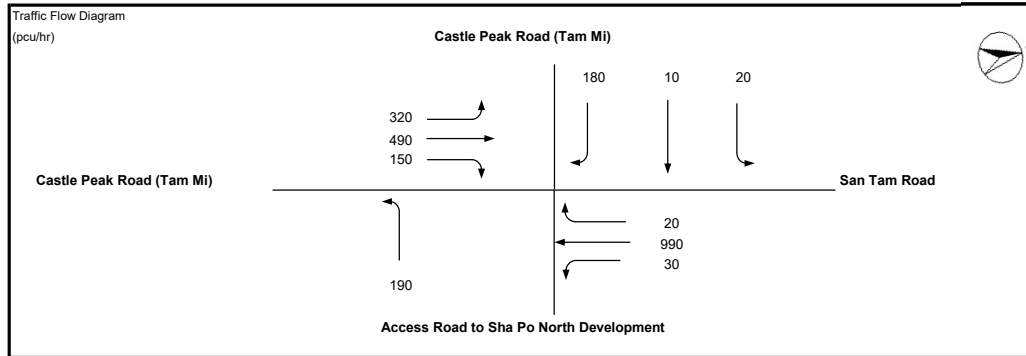 Traffic Flow Diagram
(pcu/hr)
Castle Peak Road (Tam Mi)
180 10 20
320
490
150
Castle Peak Road (Tam Mi)
San Tam Road
20
990
30
190
Access Road to Sha Po North Development